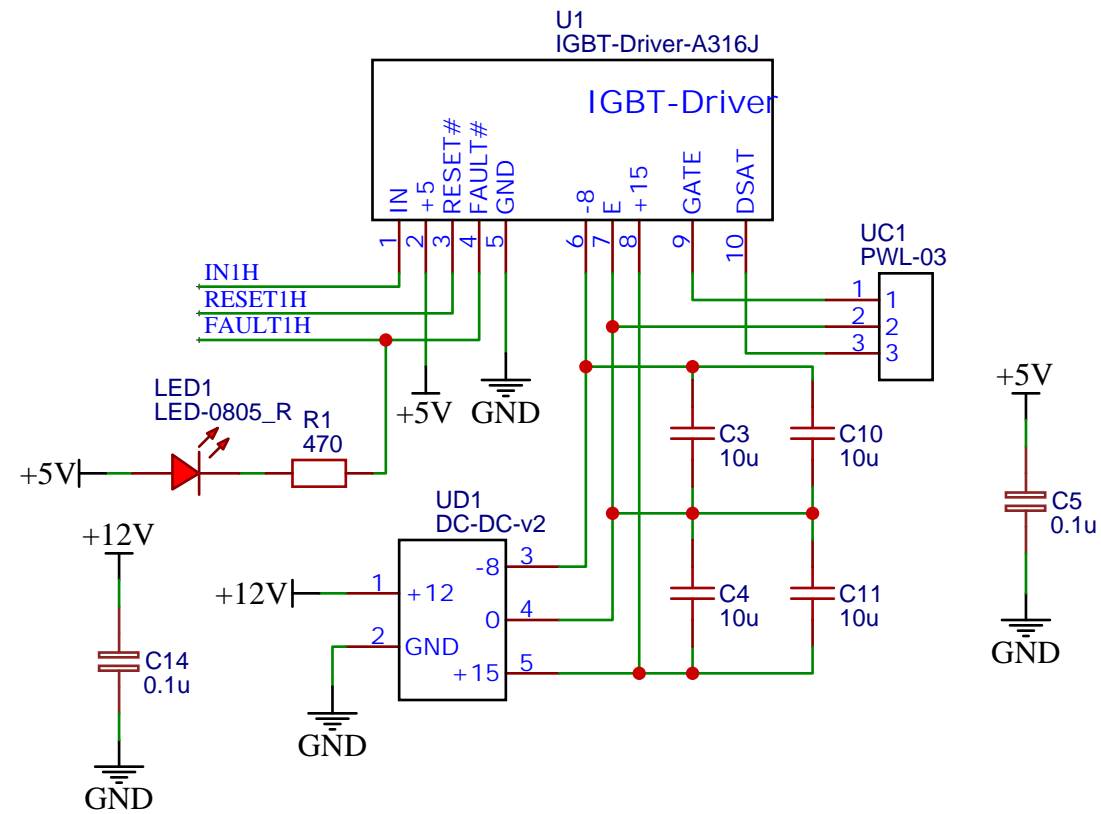 U1
IGBT-Driver-A316J
IGBT-Driver
IN
+5
RESET#
FAULT#
GND
-8
E
+15
GATE
DSAT
1
2
3
4
5
6
7
8
9
10
UC1
PWL-03
1 1
2 2
3 3
IN1H
RESET1H
FAULT1H
+5V
GND
LED1
LED-0805_R
R1
470
+5V
+5V
C5
0.1u
GND
C3
10u
C10
10u
C4
10u
C11
10u
UD1
DC-DC-v2
-8 3
+12V 1 +12
0 4
2 GND
+15 5
GND
+12V
C14
0.1u
GND